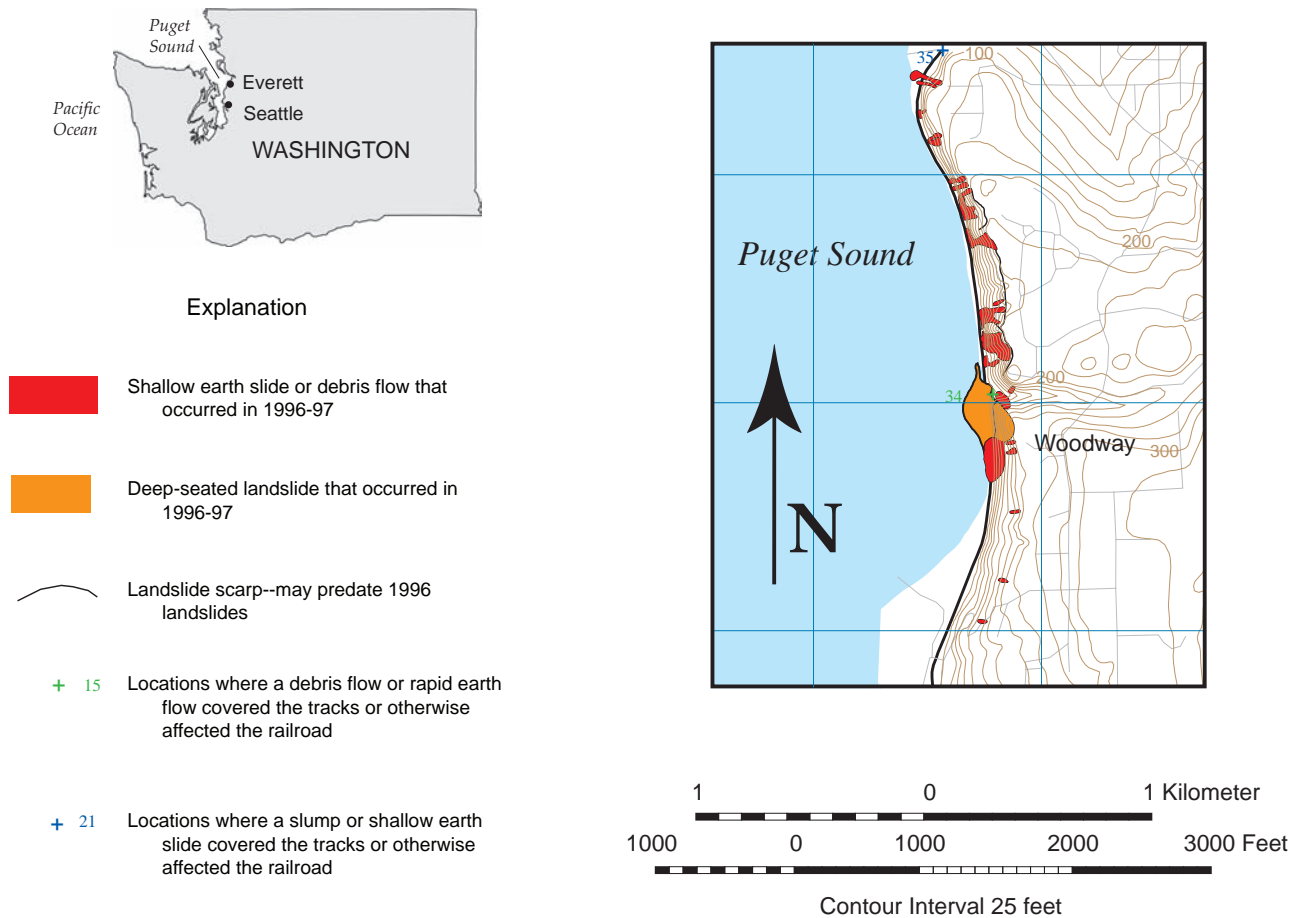 Puget
Sound
Everett
Seattle
Pacific
Ocean
WASHINGTON
Explanation
Shallow earth slide or debris flow that
occurred in 1996-97
Deep-seated landslide that occurred in
1996-97
Landslide scarp--may predate 1996
landslides
15
Locations where a debris flow or rapid earth
flow covered the tracks or otherwise
affected the railroad
21
Locations where a slump or shallow earth
slide covered the tracks or otherwise
affected the railroad
35
100
200
Puget Sound
200
34
Woodway
300
N
1 0 1 Kilometer
1000 0 1000 2000 3000 Feet
Contour Interval 25 feet